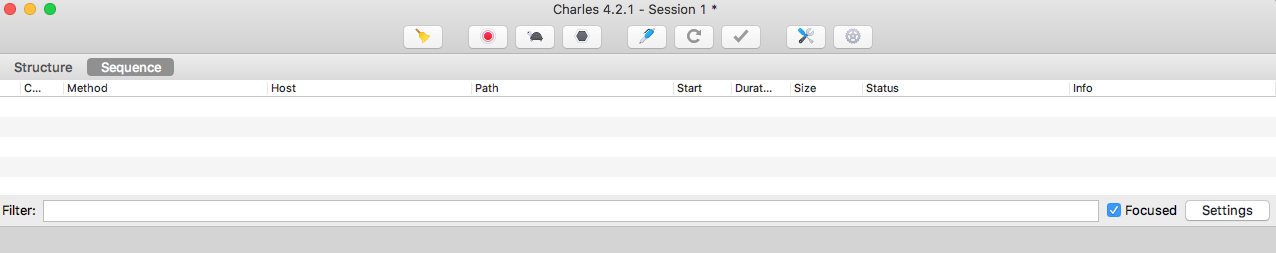 Charles 4.2.1 - Session 1 *
Structure Sequence
C... Method Host Path Start Durat... Size Status Info
Filter: Focused Settings